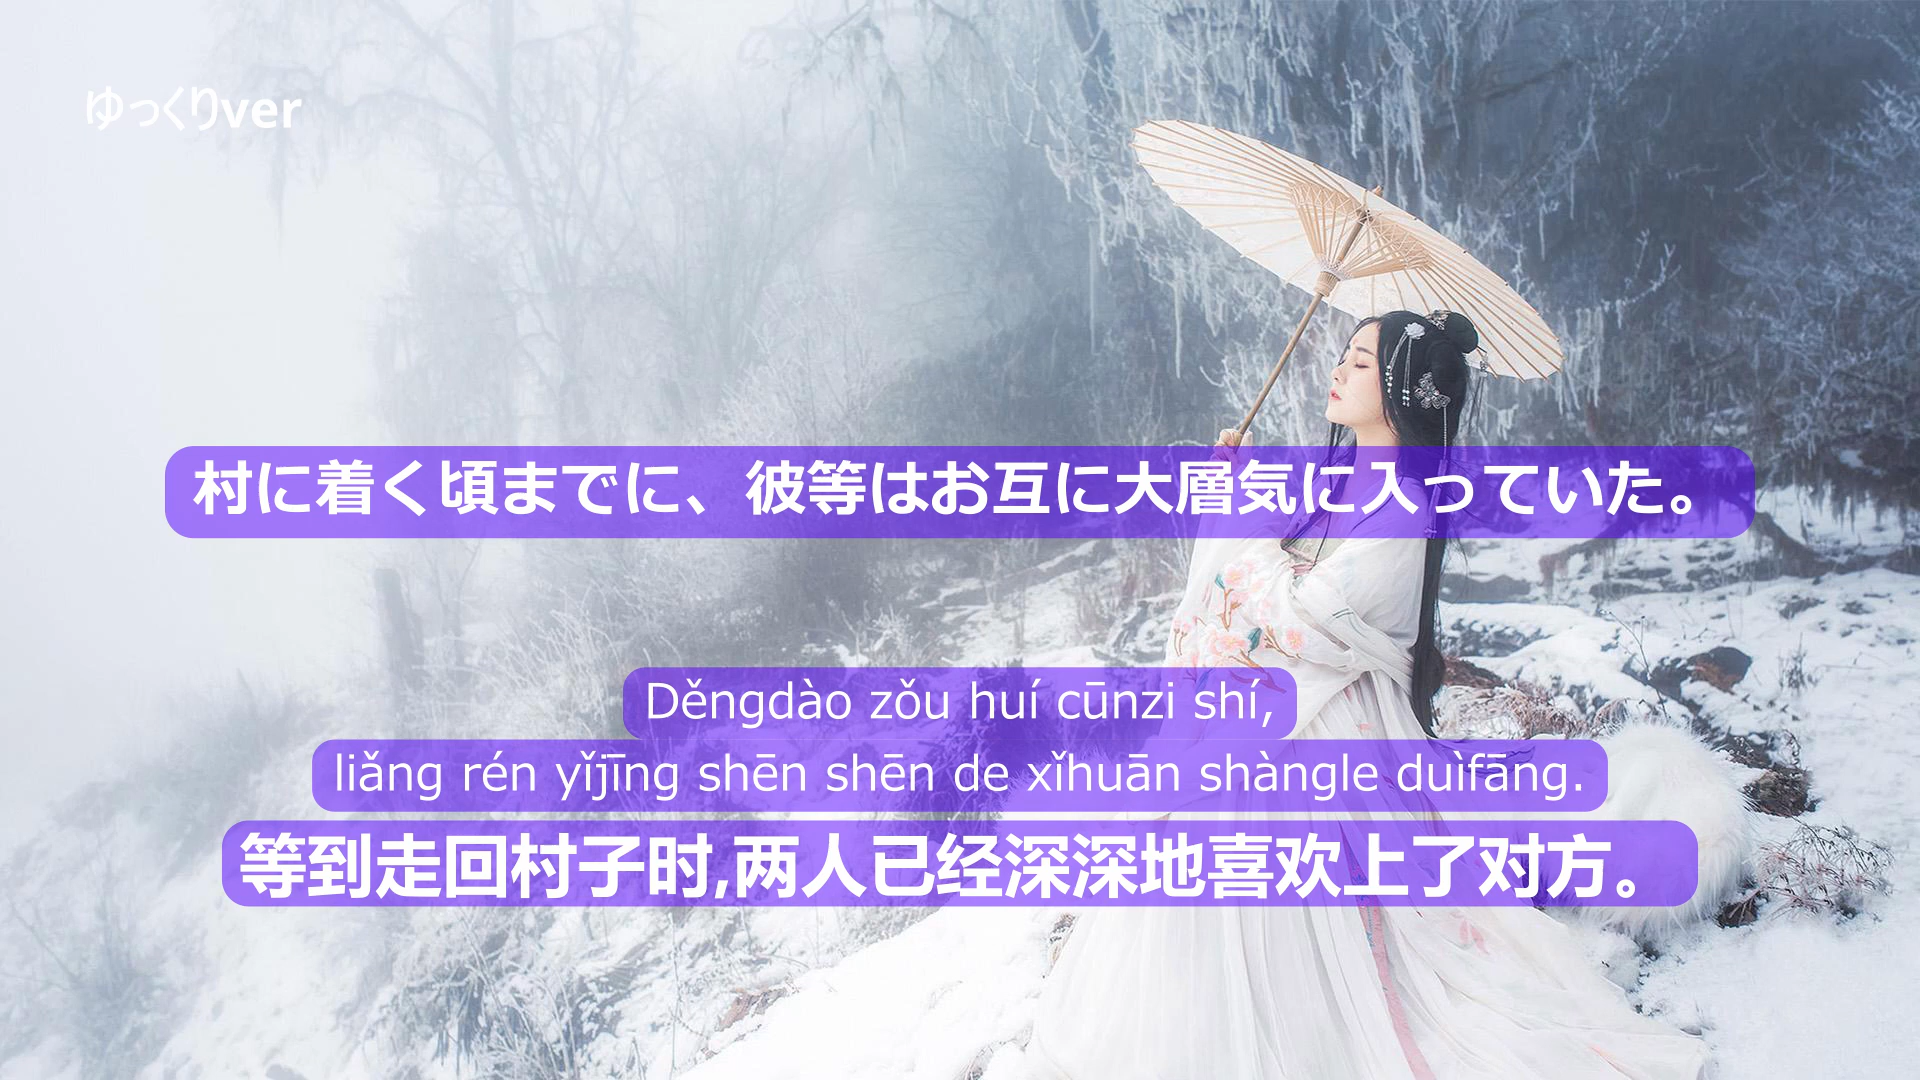 ゆっくりver
村に着く頃までに、彼等はお互に大層気に入っていた。
Děngdào zǒu huí cūnzi shí,
liǎng rén yǐjīng shēn shēn de xǐhuān shàngle duìfāng.
等到走回村子时,两人已经深深地喜欢上了对方。